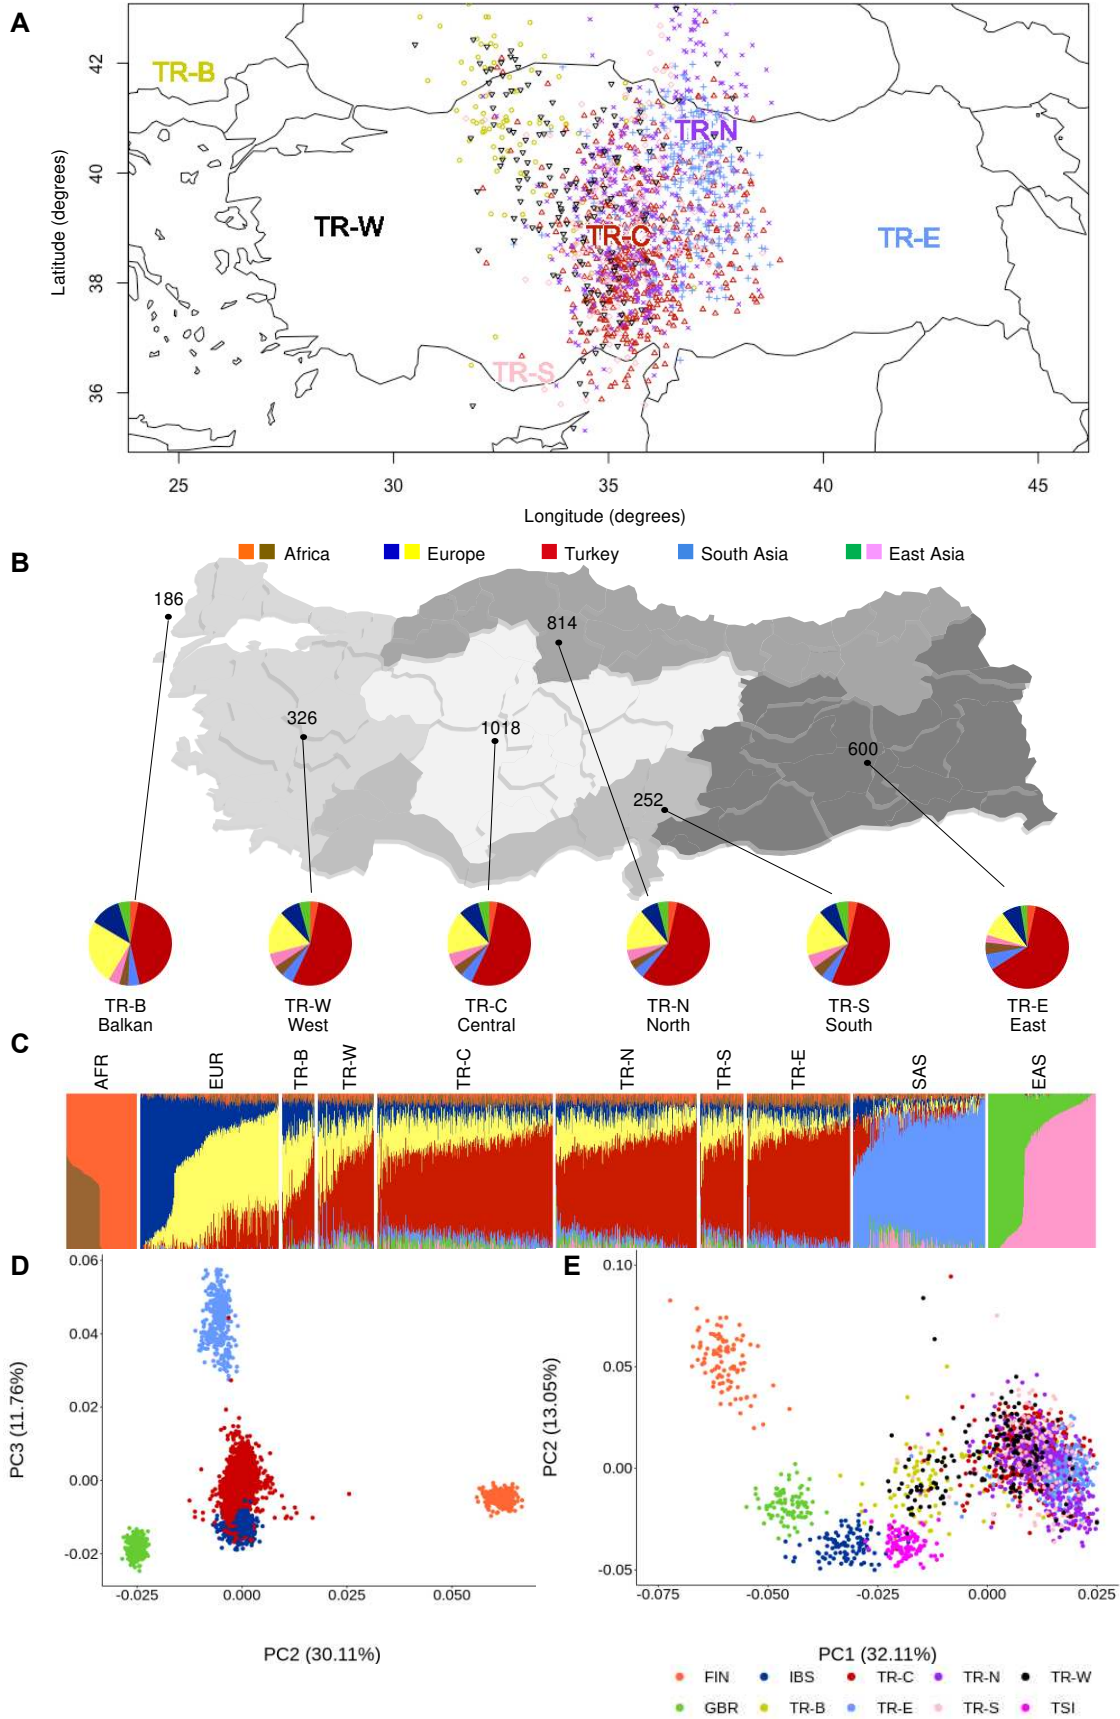 A
42
40
38
36
Latitude (degrees)
TR-B
TR-N
TR-W
TR-C
TR-E
TR-S
25
30
35
40
45
Longitude (degrees)
B
Africa
Europe
Turkey
South Asia
East Asia
186
814
326
1018
600
252
TR-B
Balkan
TR-W
West
TR-C
Central
TR-N
North
TR-S
South
TR-E
East
C
AFR
EUR
TR-B
TR-W
TR-C
TR-N
TR-S
TR-E
SAS
EAS
D
0.06
0.04
0.02
0.00
-0.02
PC3 (11.76%)
-0.025
0.000
0.025
0.050
PC2 (30.11%)
E
0.10
0.05
0.00
-0.05
PC2 (13.05%)
-0.075
-0.050
-0.025
0.000
0.025
PC1 (32.11%)
FIN
IBS
TR-C
TR-N
TR-W
GBR
TR-B
TR-E
TR-S
TSI